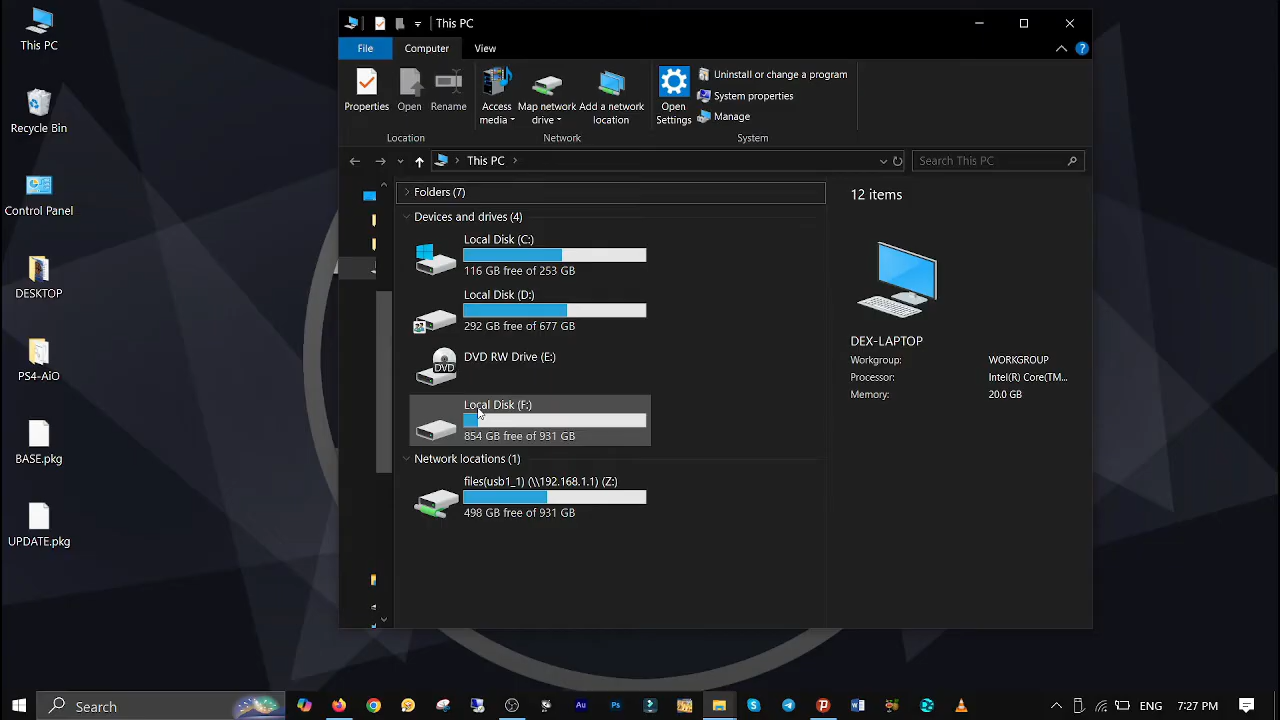 This PC
Recycle Bin
Control Panel
DESKTOP
PS4-AiO
BASE.pkg
UPDATE.pkg
This PC
File
Computer
View
Properties
Open
Rename
Access media
Map network drive
Add a network location
Open Settings
Uninstall or change a program
System properties
Manage
Location
Network
System
This PC
Search This PC
Folders (7)
Devices and drives (4)
Local Disk (C:)
116 GB free of 253 GB
Local Disk (D:)
292 GB free of 677 GB
DVD
DVD RW Drive (E:)
Local Disk (F:)
854 GB free of 931 GB
Network locations (1)
files(usb1_1) (\\192.168.1.1) (Z:)
498 GB free of 931 GB
12 items
DEX-LAPTOP
Workgroup: WORKGROUP
Processor: Intel(R) Core(TM...
Memory: 20.0 GB
Search
Au
Ps
ENG
7:27 PM